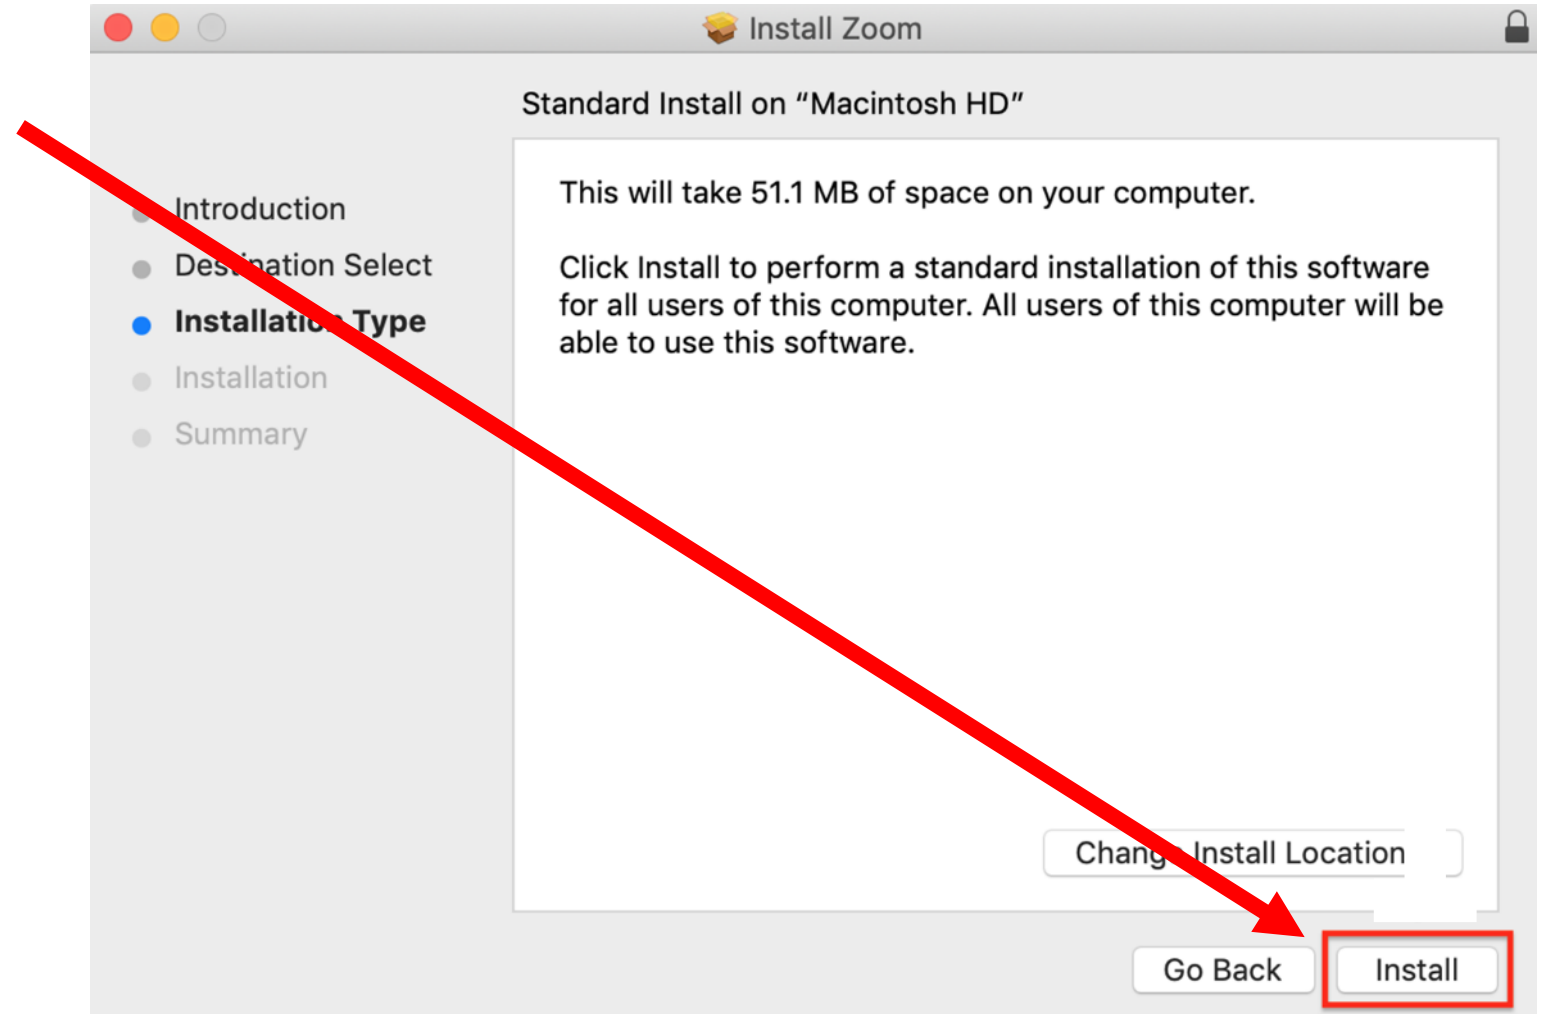 Install Zoom
Standard Install on “Macintosh HD”
Introduction
Destination Select
Installation Type
Installation
Summary
This will take 51.1 MB of space on your computer.
Click Install to perform a standard installation of this software
for all users of this computer. All users of this computer will be
able to use this software.
Change Install Location
Go Back
Install